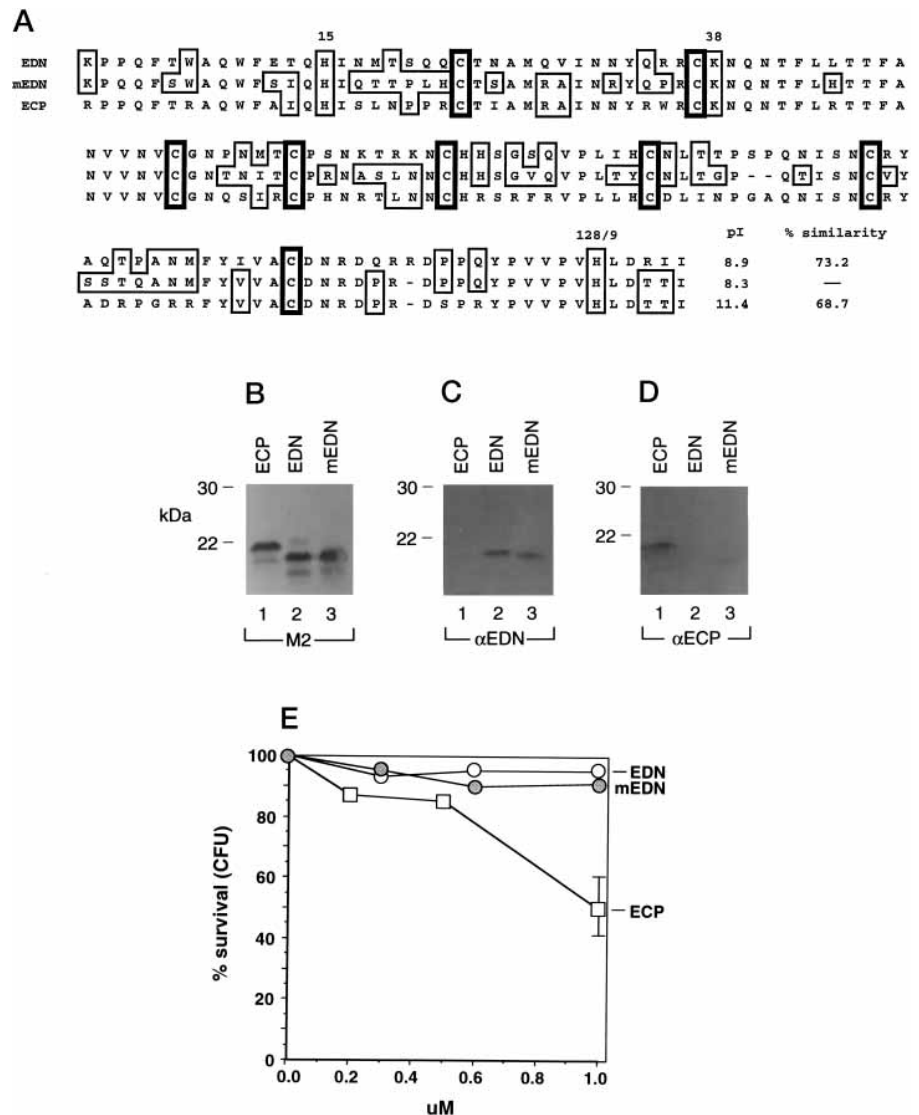 A
15 38
EDN K P P Q F T W A Q W F E T Q H I N M T S Q Q C T N A M Q V I N N Y Q R R C K N Q N T F L L T T F A
mEDN K P Q Q F S W A Q W F S I Q H I Q T T P L H C T S A M R A I N R Y Q P R C K N Q N T F L H T T F A
ECP R P P Q F T R A Q W F A I Q H I S L N P P R C T I A M R A I N N Y R W R C K N Q N T F L R T T F A
N V V N V C G N P N M T C P S N K T R K N C H H S G S Q V P L I H C N L T T P S P Q N I S N C R Y
N V V N V C G N T N I T C P R N A S L N N C H H S G V Q V P L T Y C N L T G P - - Q T I S N C V Y
N V V N V C G N Q S I R C P H N R T L N N C H R S R F R V P L L H C D L I N P G A Q N I S N C R Y
128/9 pI % similarity
A Q T P A N M F Y I V A C D N R D Q R R D P P Q Y P V V P V H L D R I I 8.9 73.2
S S T Q A N M F Y V V A C D N R D P R - D P P Q Y P V V P V H L D T T I 8.3 —
A D R P G R R F Y V V A C D N R D P R - D S P R Y P V V P V H L D T T I 11.4 68.7
B
ECP EDN mEDN
30
kDa
22
1 2 3
M2
C
ECP EDN mEDN
30
22
1 2 3
αEDN
D
ECP EDN mEDN
30
22
1 2 3
αECP
E
% survival (CFU)
100
80
60
40
20
0
EDN
mEDN
ECP
0.0 0.2 0.4 0.6 0.8 1.0
uM